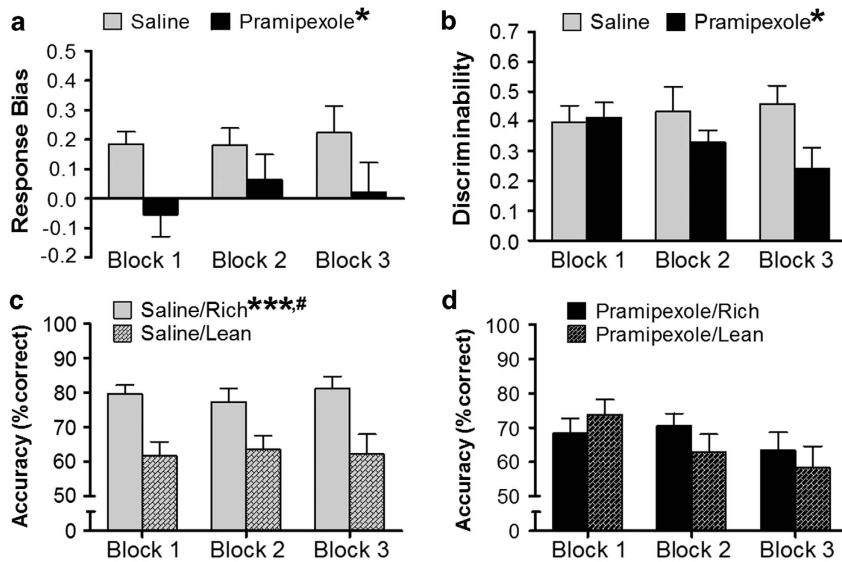 a
Saline Pramipexole*
Response Bias
0.5
0.4
0.3
0.2
0.1
0.0
-0.1
-0.2
Block 1 Block 2 Block 3
b
Saline Pramipexole*
Discriminability
0.7
0.6
0.5
0.4
0.3
0.2
0.1
0.0
Block 1 Block 2 Block 3
c
Saline/Rich***,#
Saline/Lean
Accuracy (%correct)
100
90
80
70
60
50
0
Block 1 Block 2 Block 3
d
Pramipexole/Rich
Pramipexole/Lean
Accuracy (%correct)
100
90
80
70
60
50
0
Block 1 Block 2 Block 3